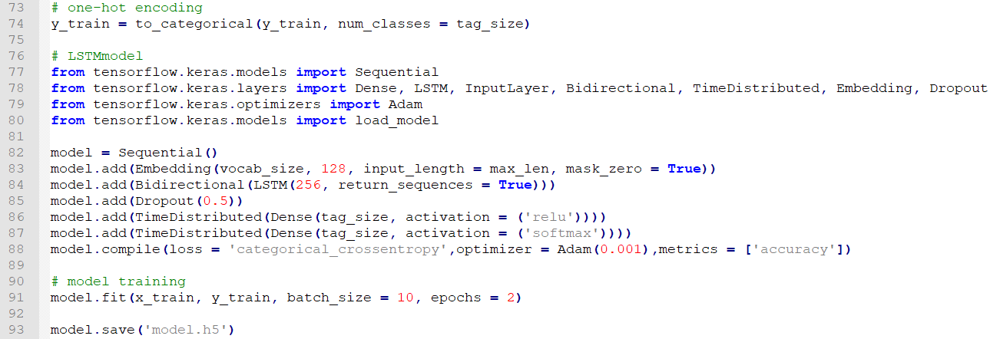 73 # one-hot encoding
74 y_train = to_categorical(y_train, num_classes = tag_size)
75
76 # LSTMmodel
77 from tensorflow.keras.models import Sequential
78 from tensorflow.keras.layers import Dense, LSTM, InputLayer, Bidirectional, TimeDistributed, Embedding, Dropout
79 from tensorflow.keras.optimizers import Adam
80 from tensorflow.keras.models import load_model
81
82 model = Sequential()
83 model.add(Embedding(vocab_size, 128, input_length = max_len, mask_zero = True))
84 model.add(Bidirectional(LSTM(256, return_sequences = True)))
85 model.add(Dropout(0.5))
86 model.add(TimeDistributed(Dense(tag_size, activation = ('relu'))))
87 model.add(TimeDistributed(Dense(tag_size, activation = ('softmax'))))
88 model.compile(loss = 'categorical_crossentropy',optimizer = Adam(0.001),metrics = ['accuracy'])
89
90 # model training
91 model.fit(x_train, y_train, batch_size = 10, epochs = 2)
92
93 model.save('model.h5')